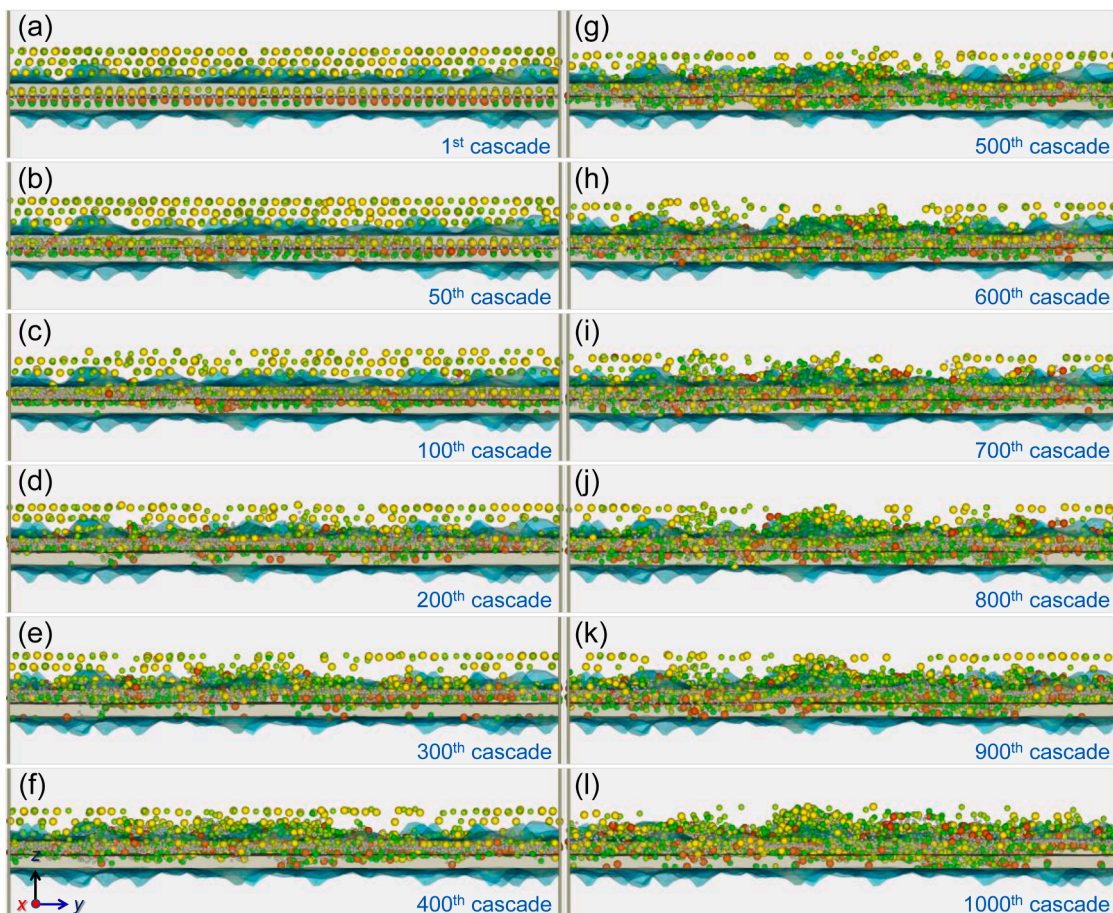 (a)
1st cascade
(b)
50th cascade
(c)
100th cascade
(d)
200th cascade
(e)
300th cascade
(f)
z
x
y
400th cascade
(g)
500th cascade
(h)
600th cascade
(i)
700th cascade
(j)
800th cascade
(k)
900th cascade
(l)
1000th cascade